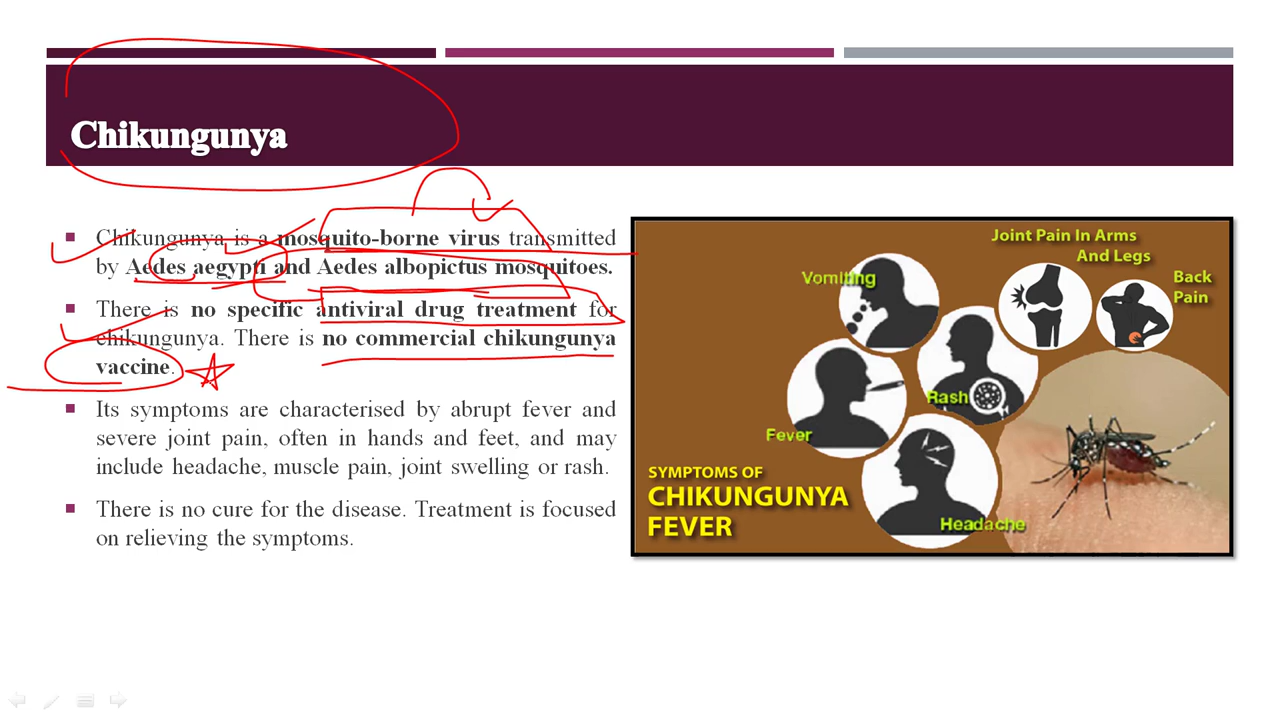 Chikungunya
Chikungunya is a mosquito-borne virus transmitted
by Aedes aegypti and Aedes albopictus mosquitoes.
There is no specific antiviral drug treatment for
chikungunya. There is no commercial chikungunya
vaccine.
Its symptoms are characterised by abrupt fever and
severe joint pain, often in hands and feet, and may
include headache, muscle pain, joint swelling or rash.
There is no cure for the disease. Treatment is focused
on relieving the symptoms.
Joint Pain In Arms
And Legs
Back
Pain
Vomiting
Rash
Fever
Headache
SYMPTOMS OF
CHIKUNGUNYA
FEVER